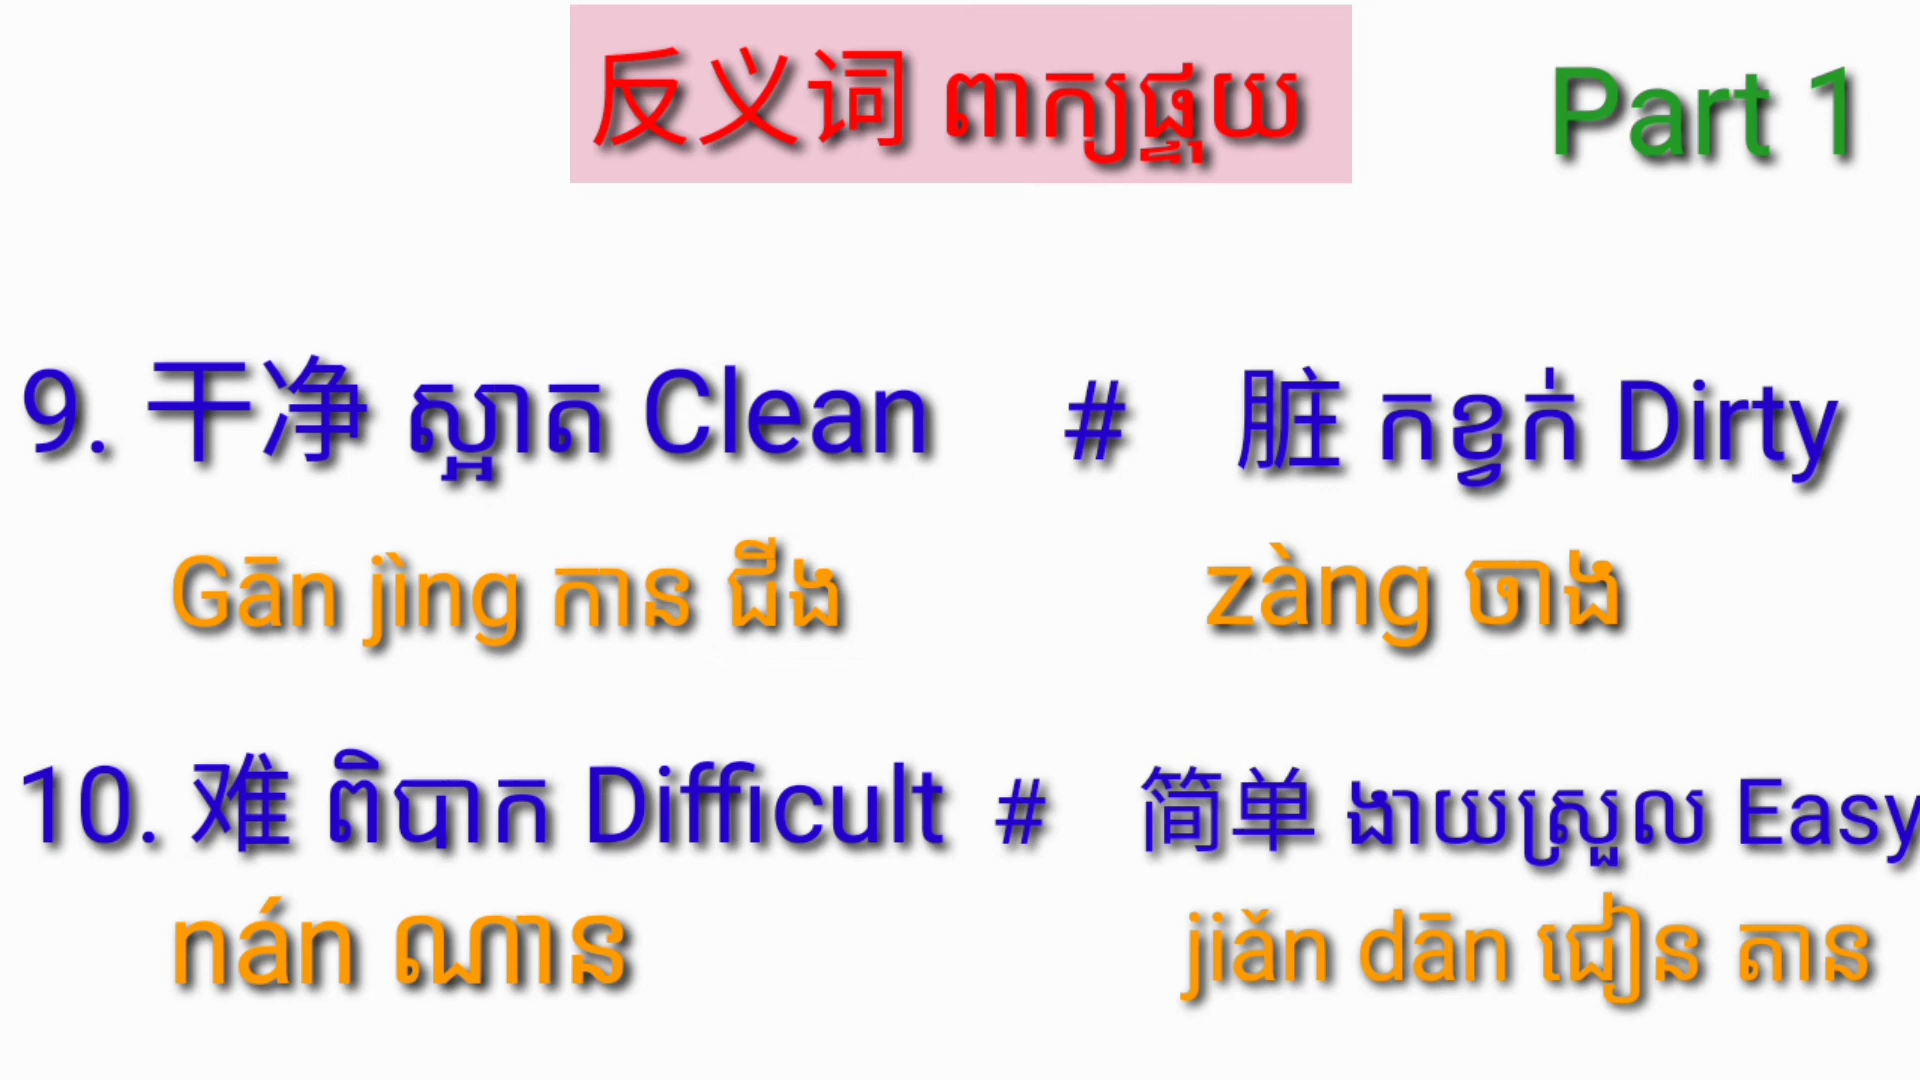 反义词 ពាក្យផ្ទុយ Part 1
9. 干净 ស្អាត Clean # 脏 កខ្វក់ Dirty
Gān jìng កាន ជីង zàng ចាង
10. 难 ពិបាក Difficult # 简单 ងាយស្រួល Easy
nán ណាន jiǎn dān ជៀន តាន